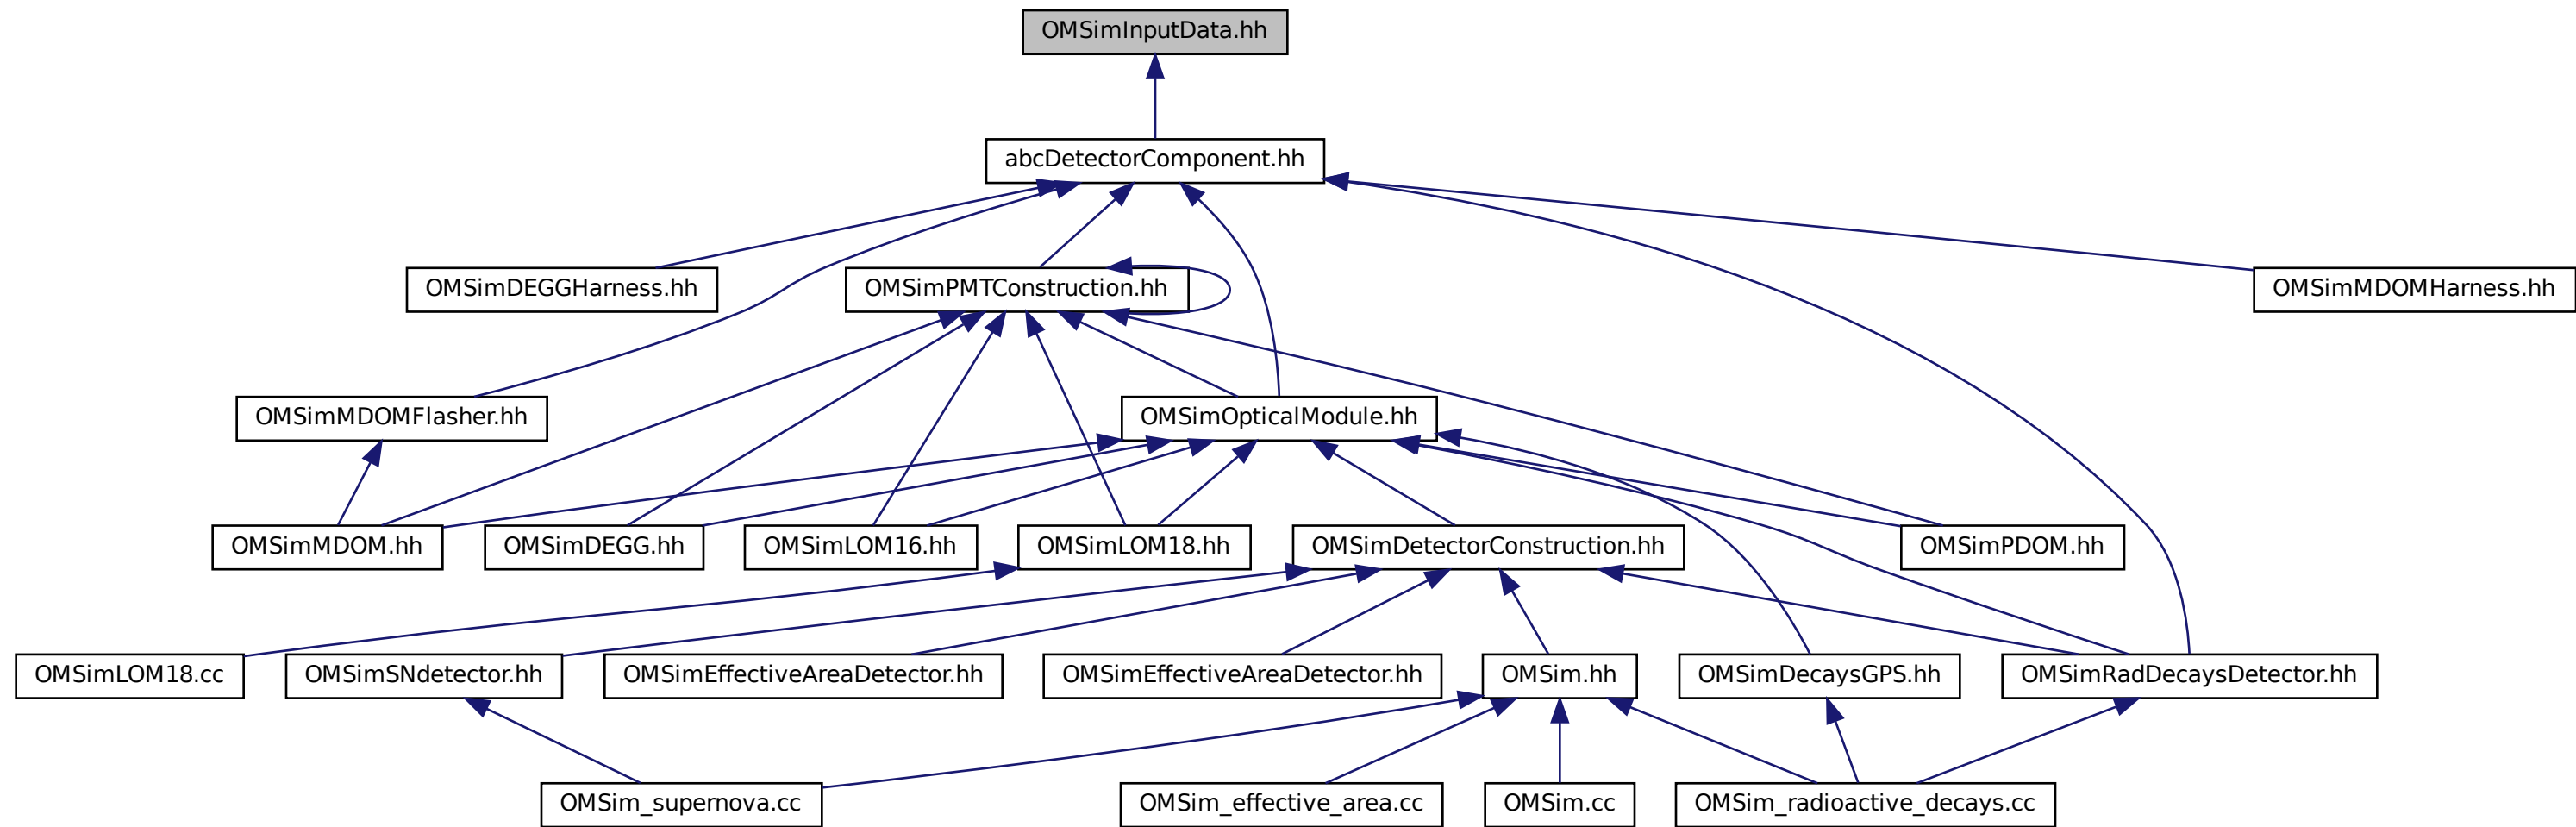 OMSimInputData.hh
abcDetectorComponent.hh
OMSimDEGGHarness.hh
OMSimPMTConstruction.hh
OMSimMDOMHarness.hh
OMSimMDOMFlasher.hh
OMSimOpticalModule.hh
OMSimMDOM.hh
OMSimDEGG.hh
OMSimLOM16.hh
OMSimLOM18.hh
OMSimDetectorConstruction.hh
OMSimPDOM.hh
OMSimLOM18.cc
OMSimSNdetector.hh
OMSimEffectiveAreaDetector.hh
OMSimEffectiveAreaDetector.hh
OMSim.hh
OMSimDecaysGPS.hh
OMSimRadDecaysDetector.hh
OMSim_supernova.cc
OMSim_effective_area.cc
OMSim.cc
OMSim_radioactive_decays.cc